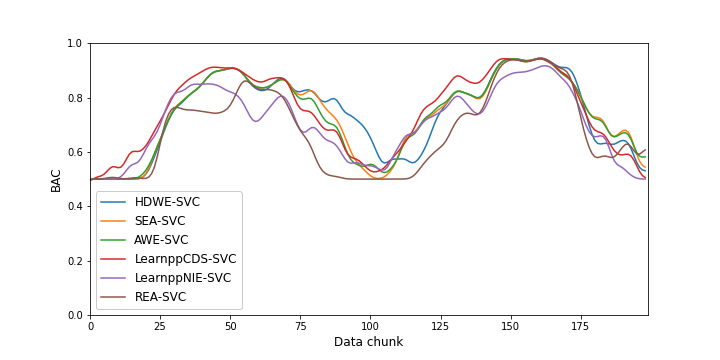 1.0
0.8
0.6
0.4
0.2
0.0
BAC
HDWE-SVC
SEA-SVC
AWE-SVC
LearnppCDS-SVC
LearnppNIE-SVC
REA-SVC
0 25 50 75 100 125 150 175
Data chunk